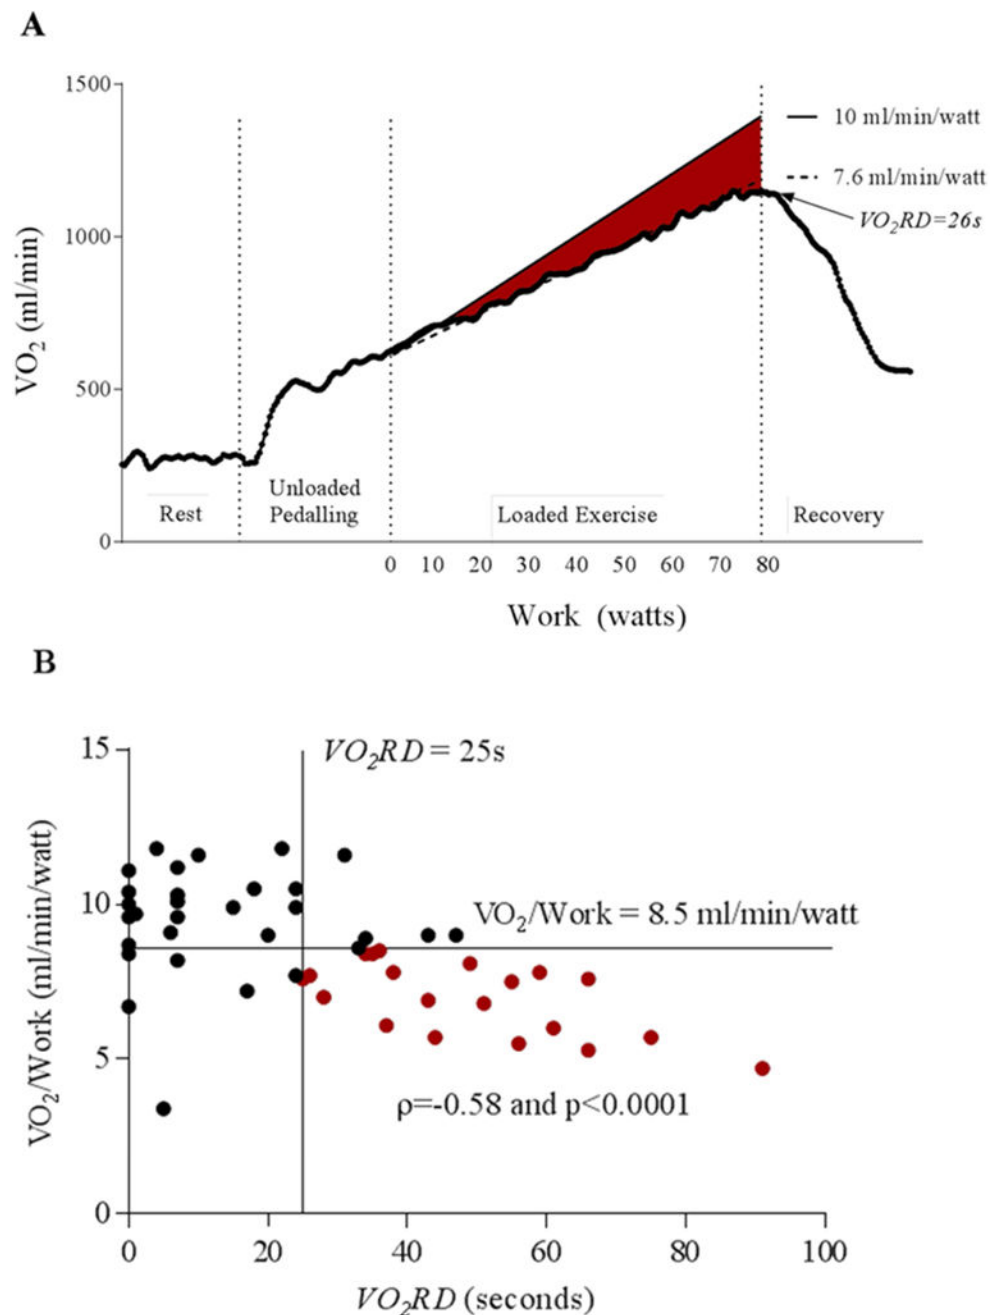 A
1500
1000
500
0
VO2 (ml/min)
10 ml/min/watt
7.6 ml/min/watt
VO2RD=26s
Rest
Unloaded
Pedalling
Loaded Exercise
Recovery
0 10 20 30 40 50 60 70 80
Work (watts)
B
15
10
5
0
VO2/Work (ml/min/watt)
VO2RD = 25s
VO2/Work = 8.5 ml/min/watt
ρ=-0.58 and p<0.0001
0 20 40 60 80 100
VO2RD (seconds)